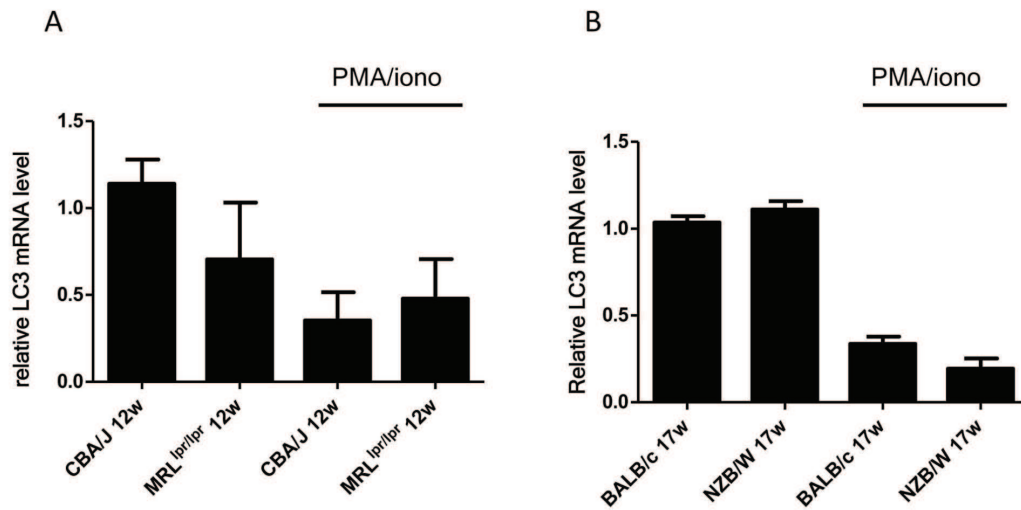 A
PMA/iono
relative LC3 mRNA level
1.5
1.0
0.5
0.0
CBA/J 12w
MRL lpr/lpr 12w
CBA/J 12w
MRL lpr/lpr 12w
B
PMA/iono
Relative LC3 mRNA level
1.5
1.0
0.5
0.0
BALB/c 17w
NZB/W 17w
BALB/c 17w
NZB/W 17w